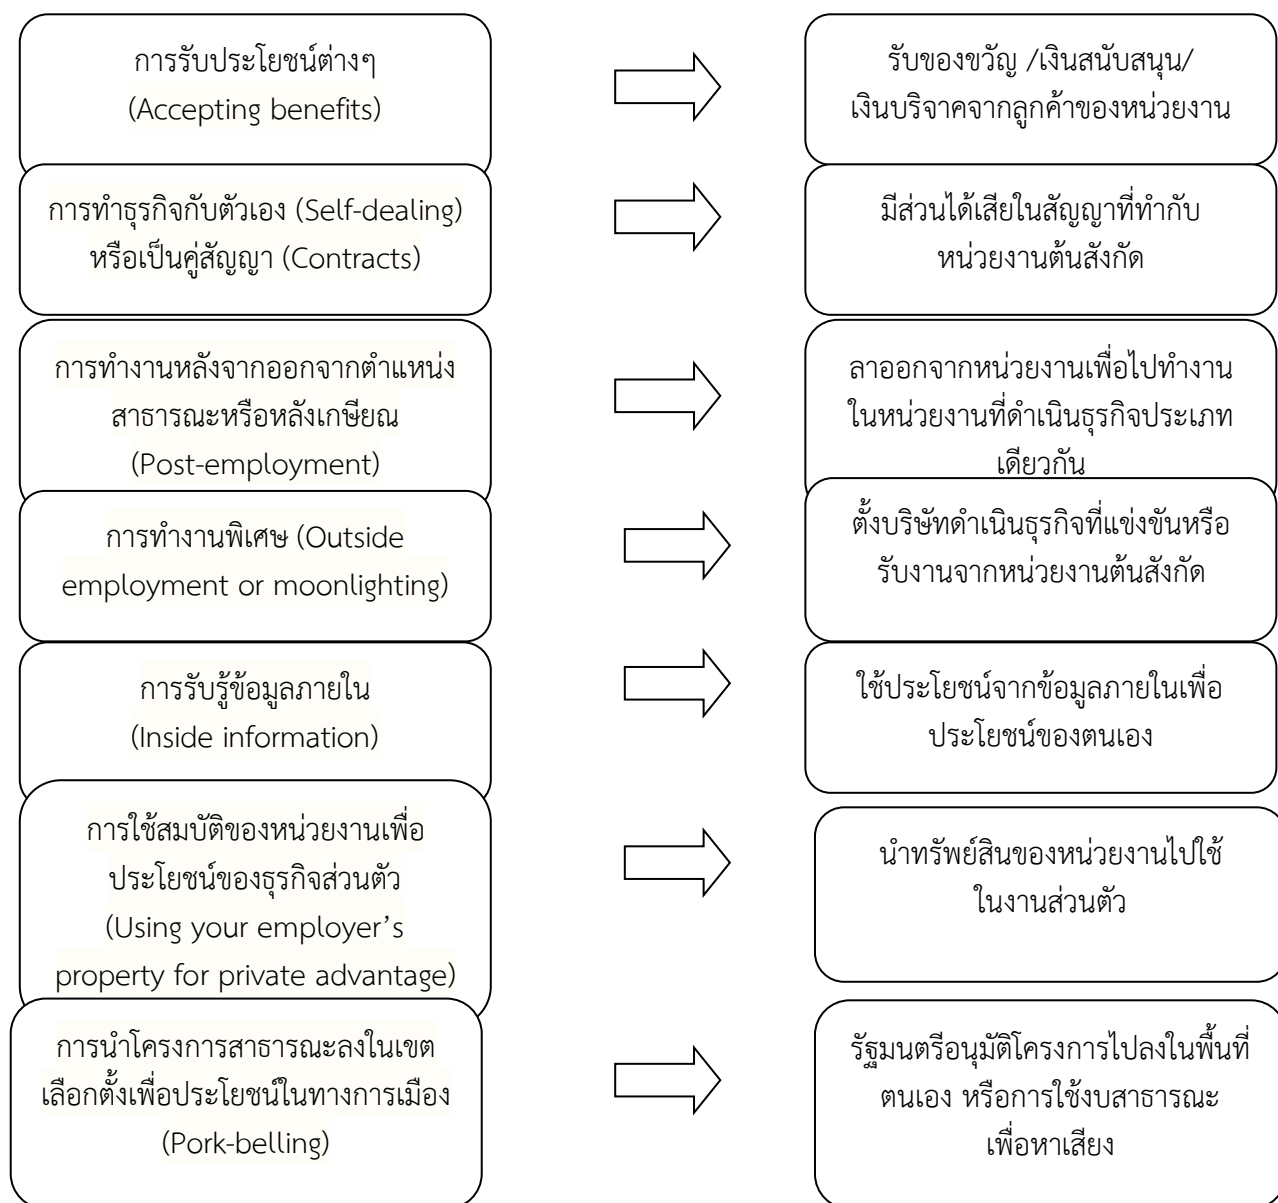 การรับประโยชน์ต่างๆ
(Accepting benefits)
รับของขวัญ /เงินสนับสนุน/
เงินบริจาคจากลูกค้าของหน่วยงาน
การทำธุรกิจกับตัวเอง (Self-dealing)
หรือเป็นคู่สัญญา (Contracts)
มีส่วนได้เสียในสัญญาที่ทำกับ
หน่วยงานต้นสังกัด
การทำงานหลังจากออกจากตำแหน่ง
สาธารณะหรือหลังเกษียณ
(Post-employment)
ลาออกจากหน่วยงานเพื่อไปทำงาน
ในหน่วยงานที่ดำเนินธุรกิจประเภท
เดียวกัน
การทำงานพิเศษ (Outside
employment or moonlighting)
ตั้งบริษัทดำเนินธุรกิจที่แข่งขันหรือ
รับงานจากหน่วยงานต้นสังกัด
การรับรู้ข้อมูลภายใน
(Inside information)
ใช้ประโยชน์จากข้อมูลภายในเพื่อ
ประโยชน์ของตนเอง
การใช้สมบัติของหน่วยงานเพื่อ
ประโยชน์ของธุรกิจส่วนตัว
(Using your employer’s
property for private advantage)
นำทรัพย์สินของหน่วยงานไปใช้
ในงานส่วนตัว
การนำโครงการสาธารณะลงในเขต
เลือกตั้งเพื่อประโยชน์ในทางการเมือง
(Pork-belling)
รัฐมนตรีอนุมัติโครงการไปลงในพื้นที่
ตนเอง หรือการใช้งบสาธารณะ
เพื่อหาเสียง